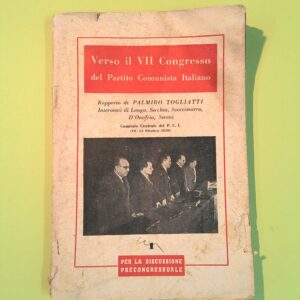 Verso il VII Congresso
del Partito Comunista Italiano
Rapporto di PALMIRO TOGLIATTI
Interventi di Longo, Secchia, Scoccimarro,
D'Onofrio, Sereni
Comitato Centrale del P. C. I.
PER LA DISCUSSIONE
PRECONGRESSUALE